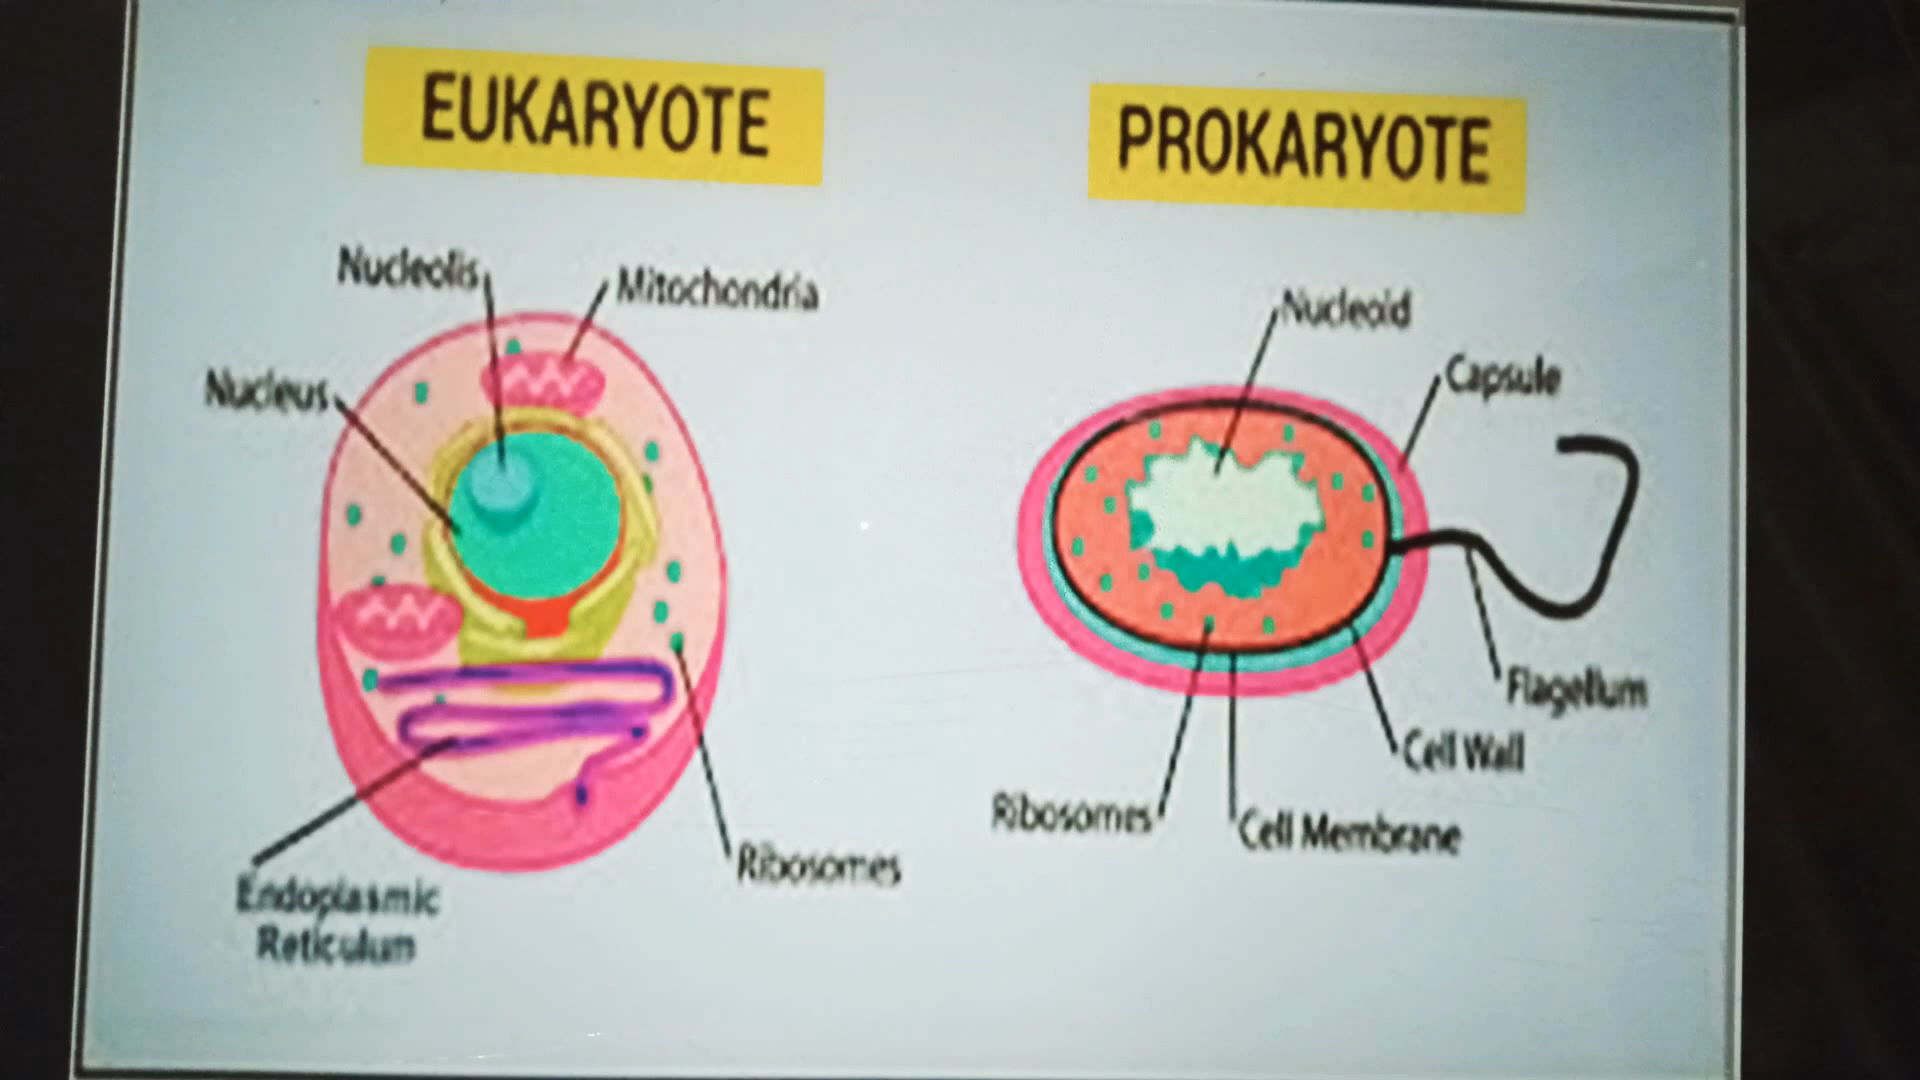 EUKARYOTE
Nucleolis
Mitochondria
Nucleus
Ribosomes
Endoplasmic
Reticulum
PROKARYOTE
Nucleoid
Capsule
Flagellum
Cell Wall
Ribosomes
Cell Membrane